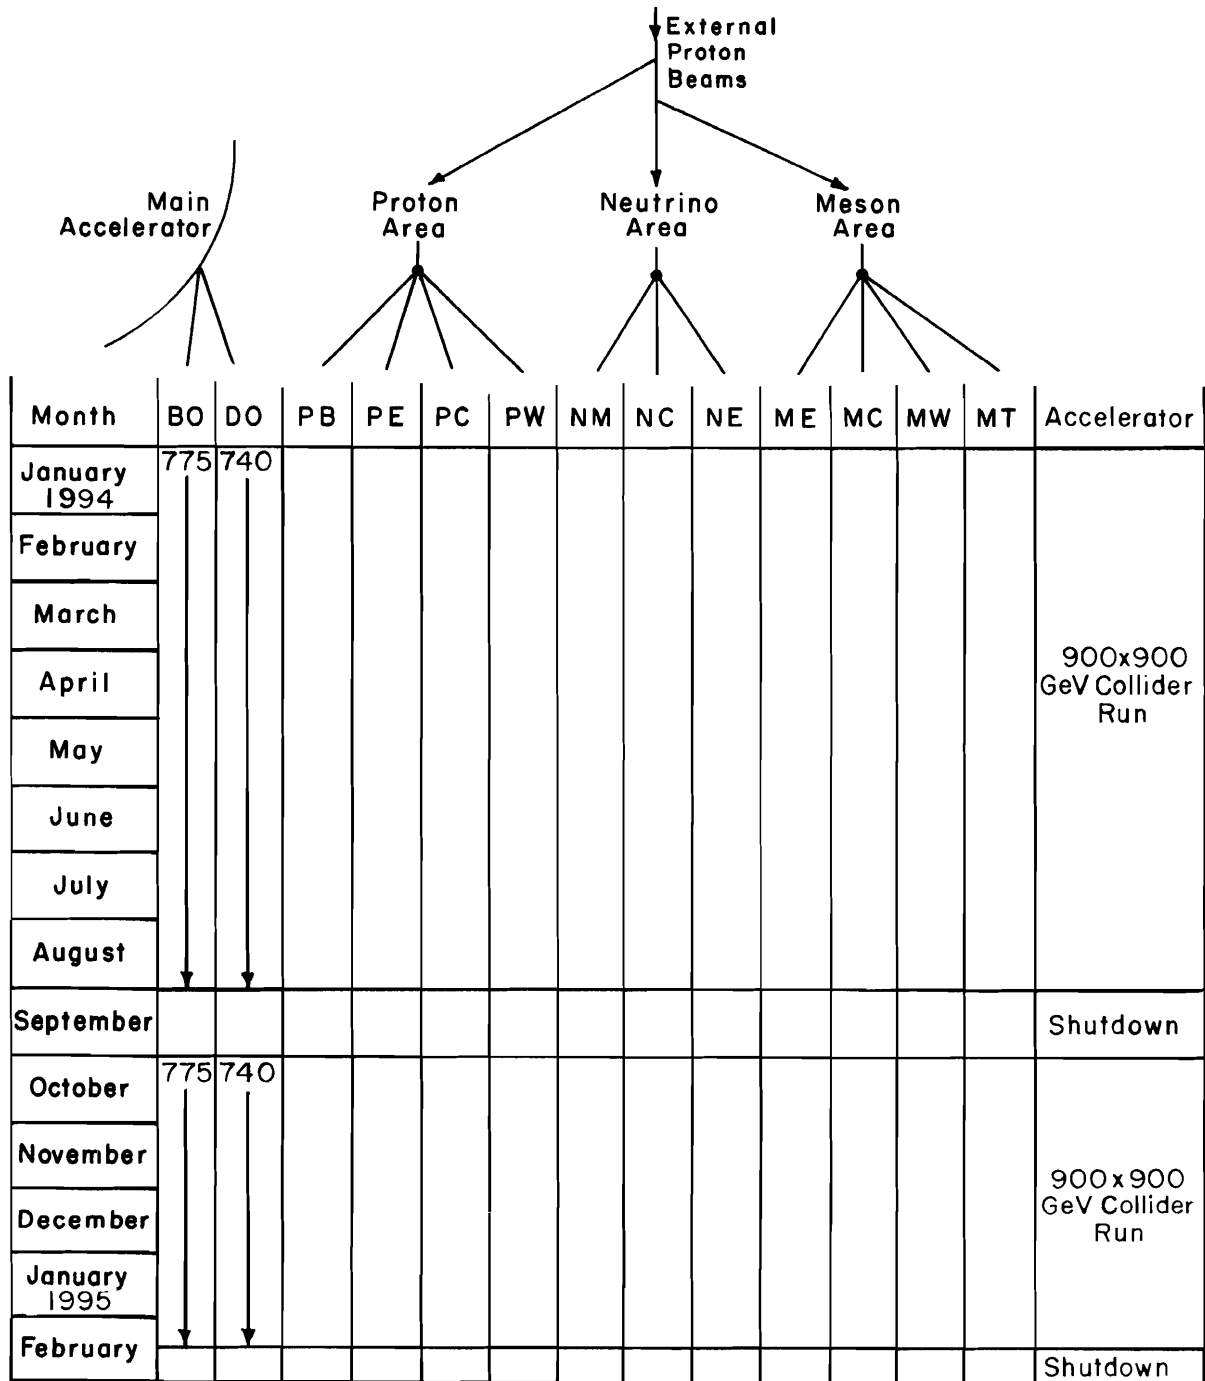 External
Proton
Beams
Main
Accelerator
Proton
Area
Neutrino
Area
Meson
Area
Month BO DO PB PE PC PW NM NC NE ME MC MW MT Accelerator
January
1994
775 740
February
March
April
900x900
GeV Collider
Run
May
June
July
August
September
Shutdown
October
775 740
November
December
900x900
GeV Collider
Run
January
1995
February
Shutdown